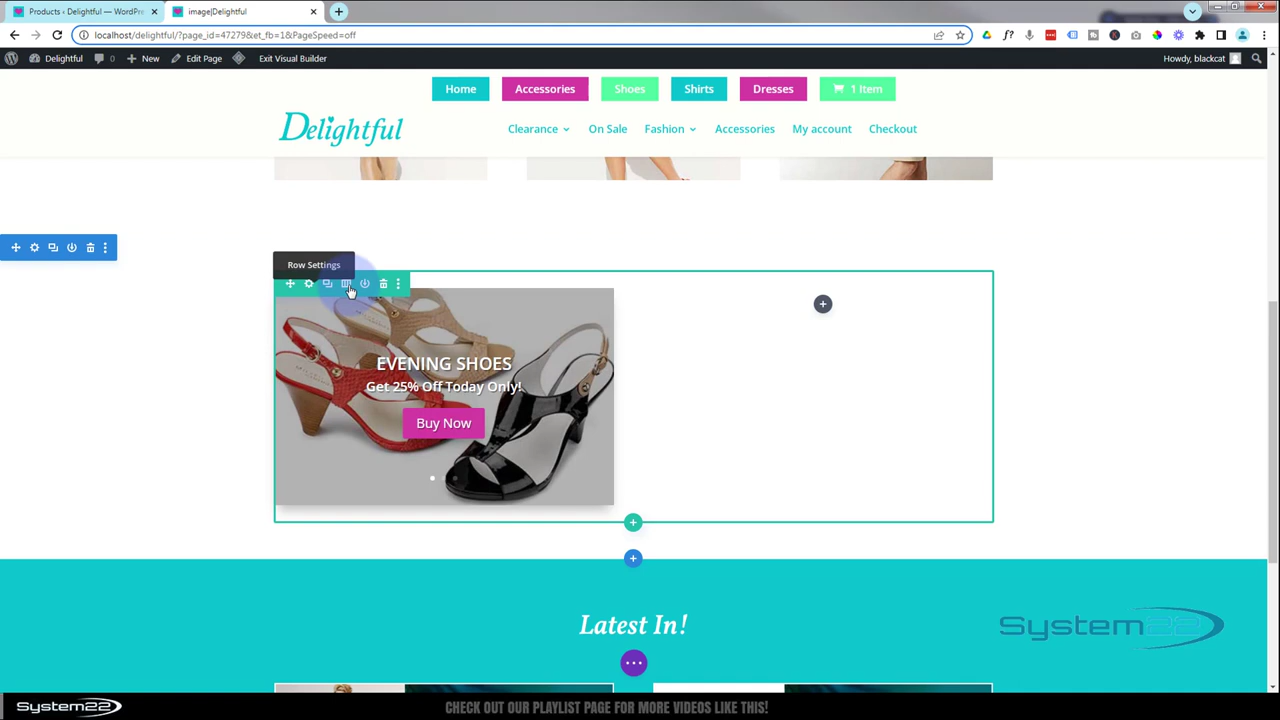 Products ‹ Delightful — WordPre
image|Delightful
localhost/delightful/?page_id=47279&et_fb=1&PageSpeed=off
Delightful
0
New
Edit Page
Exit Visual Builder
Howdy, blackcat
Home
Accessories
Shoes
Shirts
Dresses
1 Item
Delightful
Clearance
On Sale
Fashion
Accessories
My account
Checkout
Row Settings
EVENING SHOES
Get 25% Off Today Only!
Buy Now
Latest In!
System22
System22
CHECK OUT OUR PLAYLIST PAGE FOR MORE VIDEOS LIKE THIS!